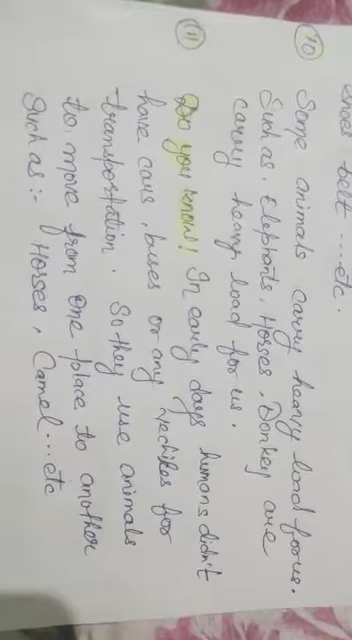 shoes belt ... etc.
10 Some animals carry heavy load for us.
Such as, Elephants, Horses, Donkey are
carry heavy load for us.
11 Do you know! In early days humans didn't
have cars, buses or any vechiles for
transportation. So they use animals
to move from one place to another
Such as:- Horses, Camel ... etc